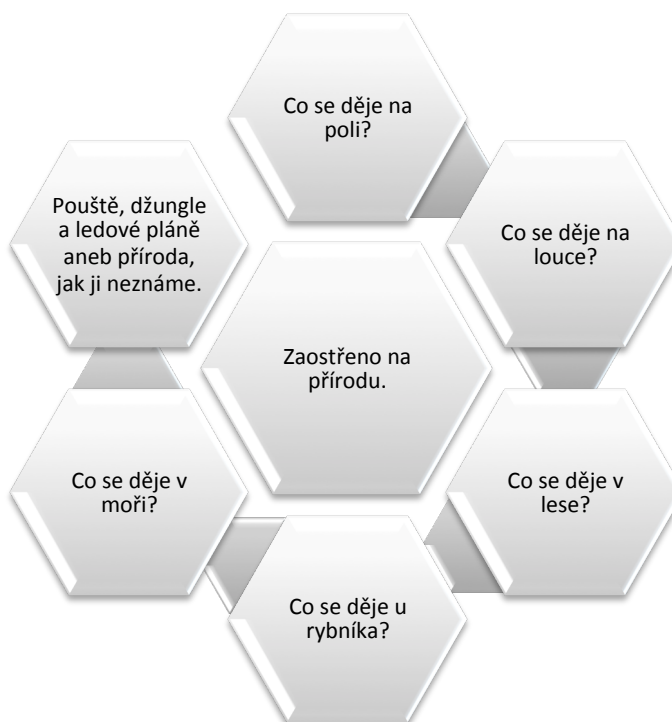 Co se děje na
poli?
Co se děje na
louce?
Co se děje v
lese?
Co se děje u
rybníka?
Co se děje v
moři?
Pouště, džungle
a ledové pláně
aneb příroda,
jak ji neznáme.
Zaostřeno na
přírodu.